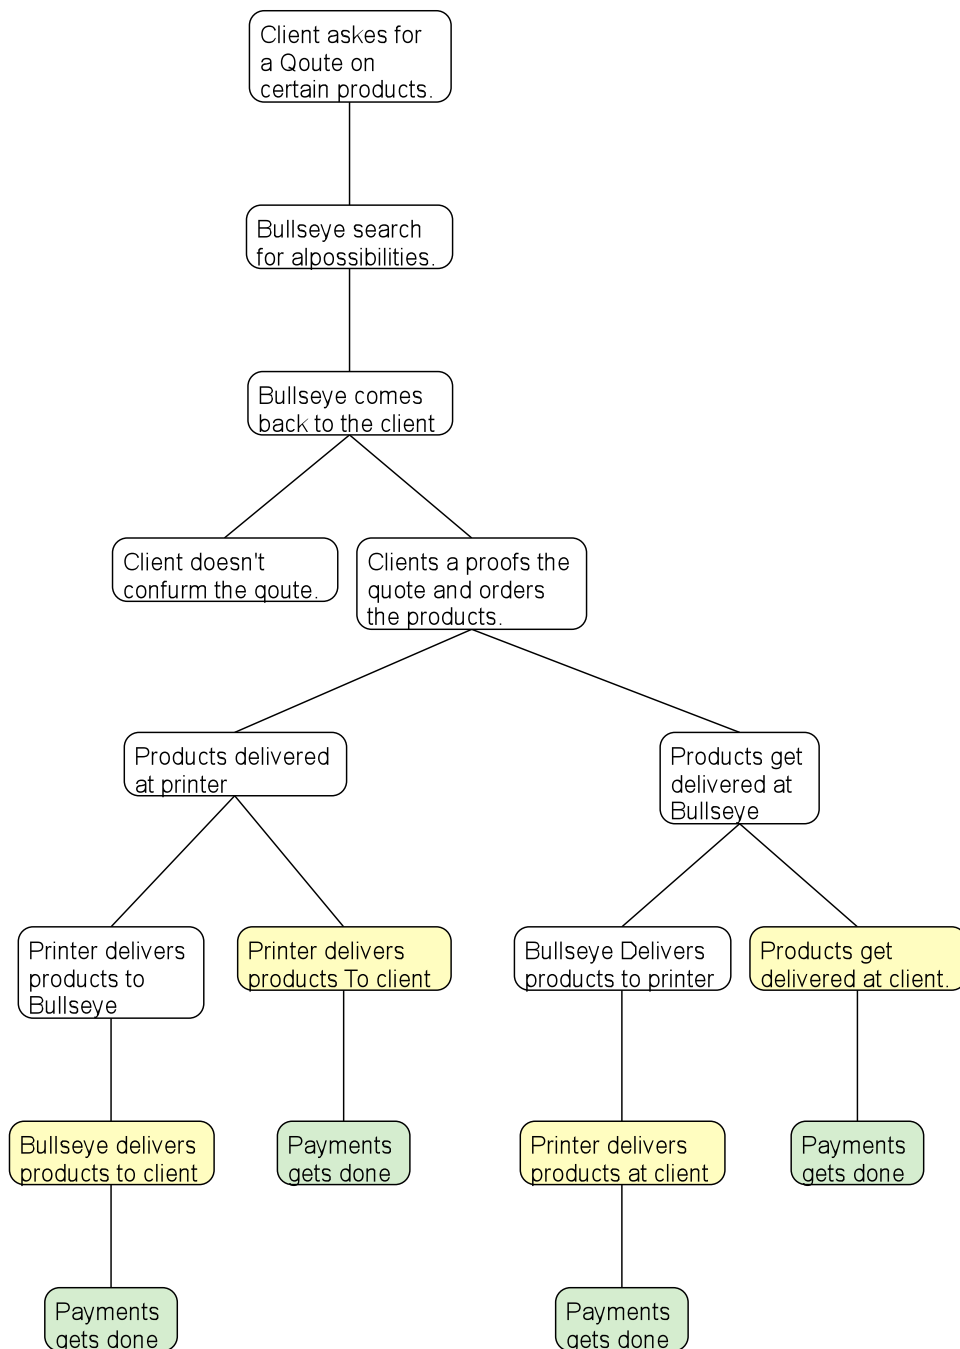 Client askes for
a Qoute on
certain products.
Bullseye search
for alpossibilities.
Bullseye comes
back to the client
Client doesn't
confurm the qoute.
Clients a proofs the
quote and orders
the products.
Products delivered
at printer
Products get
delivered at
Bullseye
Printer delivers
products to
Bullseye
Printer delivers
products To client
Bullseye Delivers
products to printer
Products get
delivered at client.
Bullseye delivers
products to client
Payments
gets done
Printer delivers
products at client
Payments
gets done
Payments
gets done
Payments
gets done